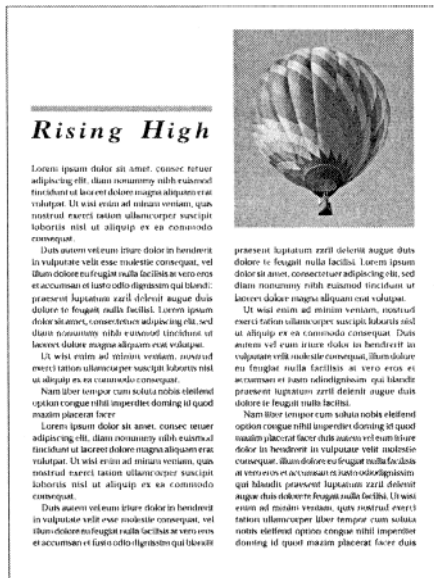 Rising High
Lorem ipsum dolor sit amet, consec tetuer
adipiscing elit, diam nonummy nibh euismod
tincidunt ut laoreet dolore magna aliquam erat
volutpat. Ut wisi enim ad minim veniam, quis
nostrud exerci tation ullamcorper suscipit
lobortis nisl ut aliquip ex ea commodo
consequat.
Duis autem vel eum iriure dolor in hendrerit
in vulputate velit esse molestie consequat, vel
illum dolore eu feugiat nulla facilisis at vero eros
et accumsan et iusto odio dignissim qui blandit
praesent luptatum zzril delenit augue duis
dolore te feugait nulla facilisi. Lorem ipsum
dolor sit amet, consectetuer adipiscing elit, sed
diam nonummy nibh euismod tincidunt ut
laoreet dolore magna aliquam erat volutpat.
Ut wisi enim ad minim veniam, nostrud
exerci tation ullamcorper suscipit lobortis nisl
ut aliquip ex ea commodo consequat.
Nam liber tempor cum soluta nobis eleifend
option congue nihil imperdiet doming id quod
mazim placerat facer
Lorem ipsum dolor sit amet, consec tetuer
adipiscing elit, diam nonummy nibh euismod
tincidunt ut laoreet dolore magna aliquam erat
volutpat. Ut wisi enim ad minim veniam, quis
nostrud exerci tation ullamcorper suscipit
lobortis nisl ut aliquip ex ea commodo
consequat.
Duis autem vel eum iriure dolor in hendrerit
in vulputate velit esse molestie consequat, vel
illum dolore eu feugiat nulla facilisis at vero eros
et accumsan et iusto odio dignissim qui blandit
praesent luptatum zzril delenit augue duis
dolore te feugait nulla facilisi. Lorem ipsum
dolor sit amet, consectetuer adipiscing elit, sed
diam nonummy nibh euismod tincidunt ut
laoreet dolore magna aliquam erat volutpat.
Ut wisi enim ad minim veniam, quis nostrud
exerci tation ullamcorper suscipit lobortis nisl
ut aliquip ex ea commodo consequat. Duis
autem vel eum iriure dolor in hendrerit in
vulputate velit molestie consequat, illum dolore
eu feugiat nulla facilisis at vero eros et
accumsan et iusto odiodignissim qui blandit
praesent luptatum zzril delenit augue duis
dolore te feugait nulla facilisi.
Nam liber tempor cum soluta nobis eleifend
option congue nihil imperdiet doming id quod
mazim placerat facer duis autem vel eum iriure
dolor in hendrerit in vulputate velit molestie
consequat, illum dolore eu feugiat nulla facilisis
at vero eros et accumsan et iusto odiodignissim
qui blandit praesent luptatum zzril delenit
augue duis dolore te feugait nulla facilisi. Ut wisi
enim ad minim veniam, quis nostrud exerci
tation ullamcorper liber tempor cum soluta
nobis eleifend option congue nihil imperdiet
doming id quod mazim placerat facer duis